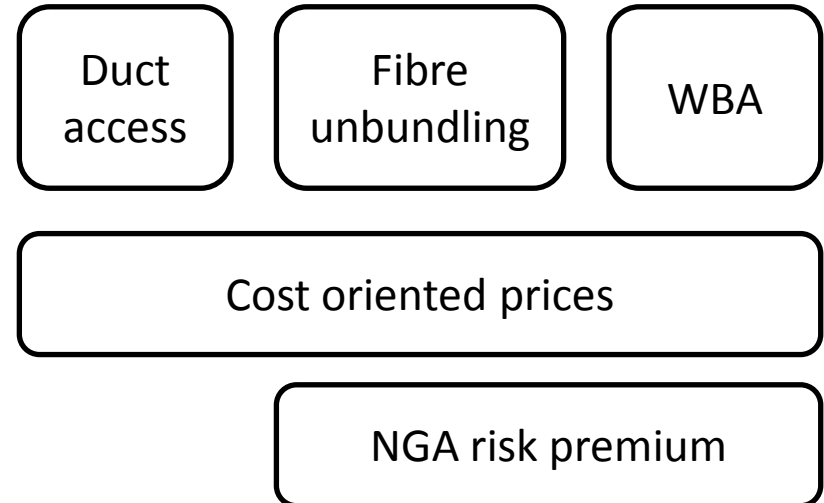 Duct
access
Fibre
unbundling
WBA
Cost oriented prices
NGA risk premium